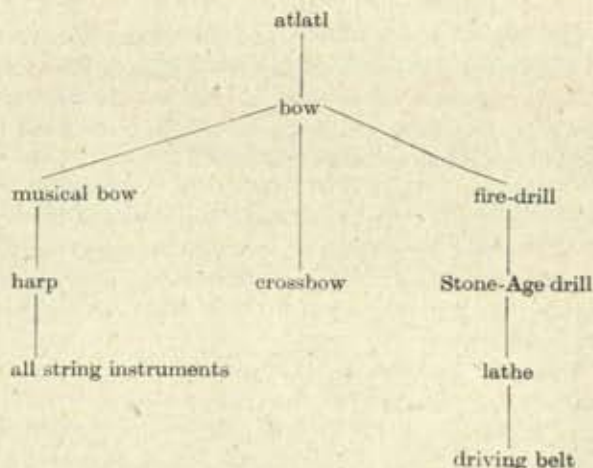 atlatl
bow
musical bow
fire-drill
harp
crossbow
Stone-Age drill
all string instruments
lathe
driving belt